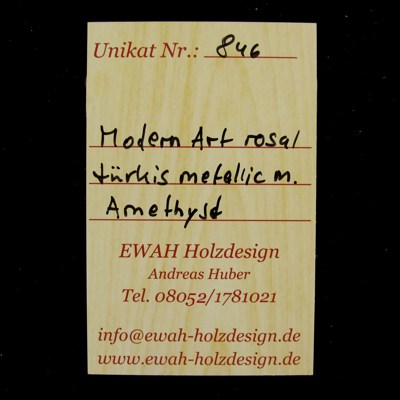 Unikat Nr.: 846
Modern Art rosa/
türkis metallic m.
Amethyst
EWAH Holzdesign
Andreas Huber
Tel. 08052/1781021
info@ewah-holzdesign.de
www.ewah-holzdesign.de